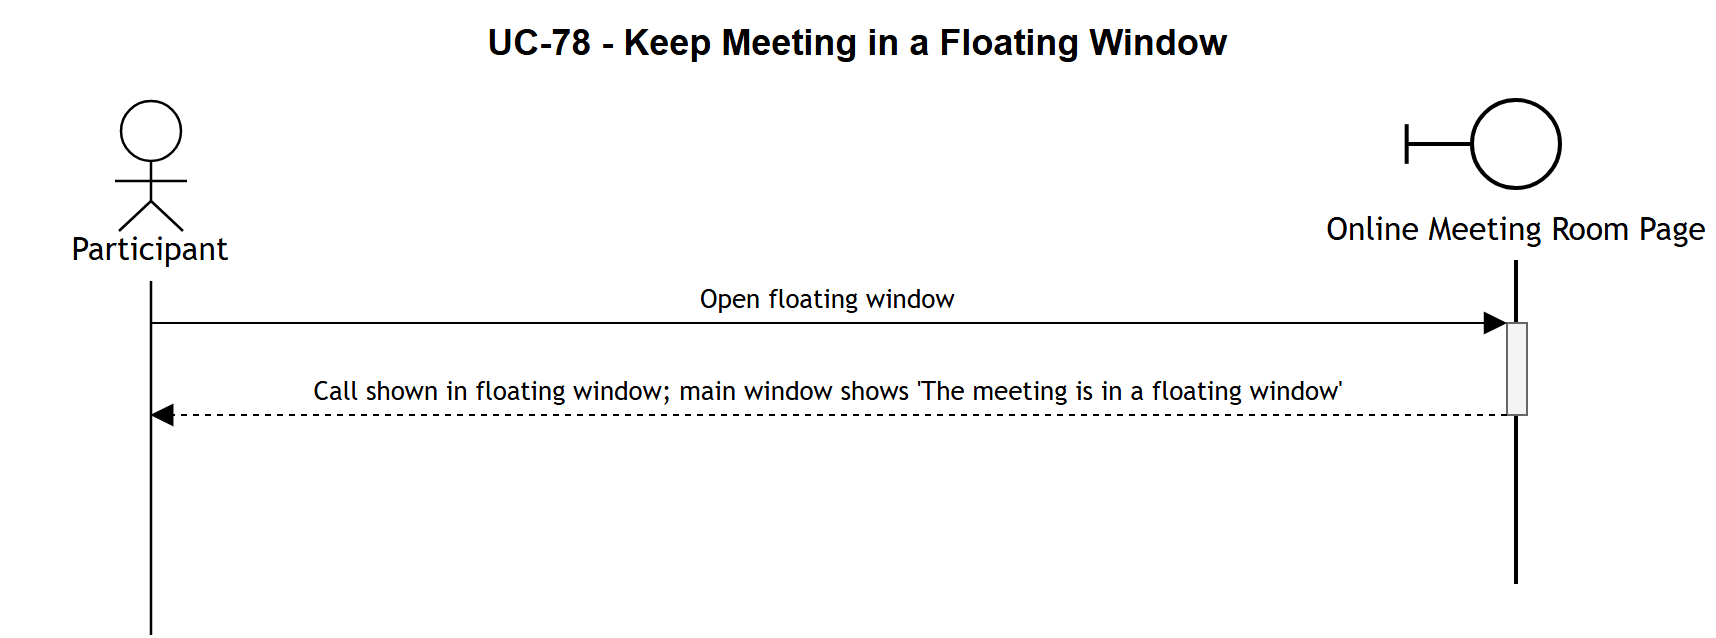 UC-78 - Keep Meeting in a Floating Window
Participant
Online Meeting Room Page
Open floating window
Call shown in floating window; main window shows 'The meeting is in a floating window'